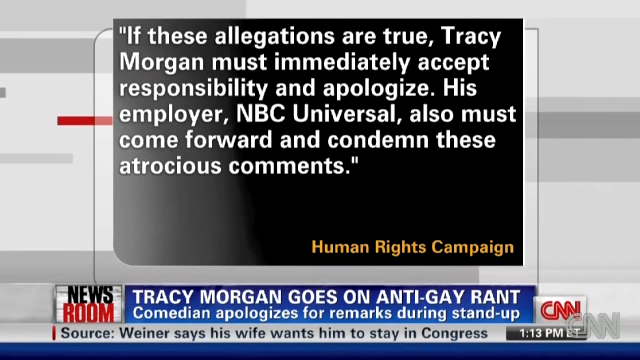 "If these allegations are true, Tracy
Morgan must immediately accept
responsibility and apologize. His
employer, NBC Universal, also must
come forward and condemn these
atrocious comments."
Human Rights Campaign
NEWS
ROOM
TRACY MORGAN GOES ON ANTI-GAY RANT
Comedian apologizes for remarks during stand-up
CNN
Source: Weiner says his wife wants him to stay in Congress
1:13 PM ET
CNN